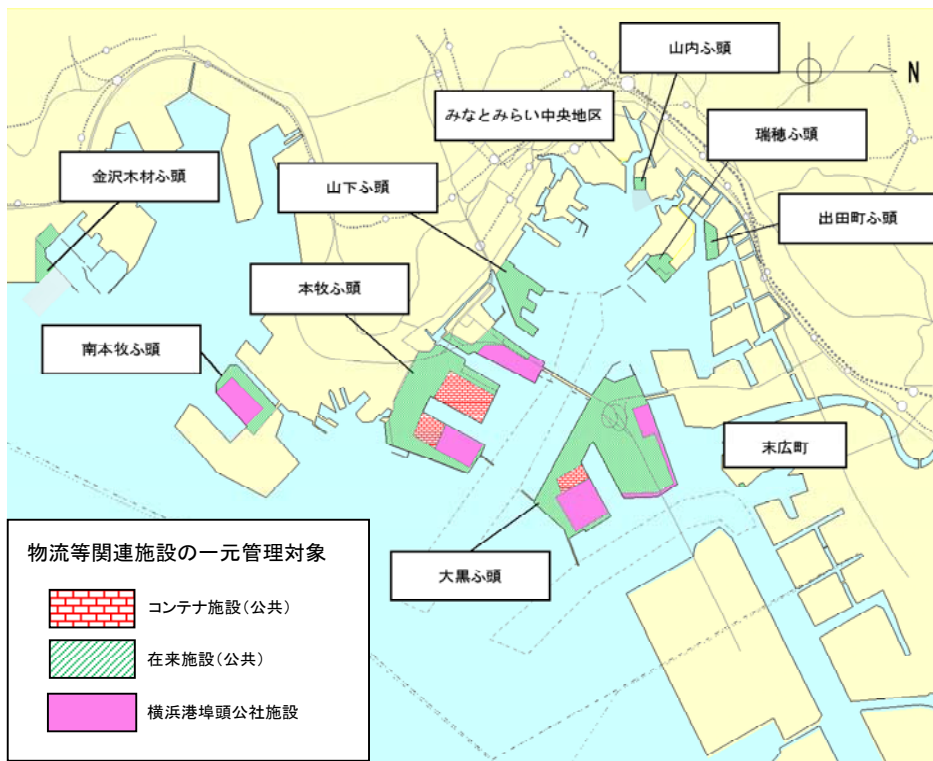 山内ふ頭
N
みなとみらい中央地区
瑞穂ふ頭
金沢木材ふ頭
山下ふ頭
出田町ふ頭
本牧ふ頭
南本牧ふ頭
末広町
大黒ふ頭
物流等関連施設の一元管理対象
コンテナ施設(公共)
在来施設(公共)
横浜港埠頭公社施設